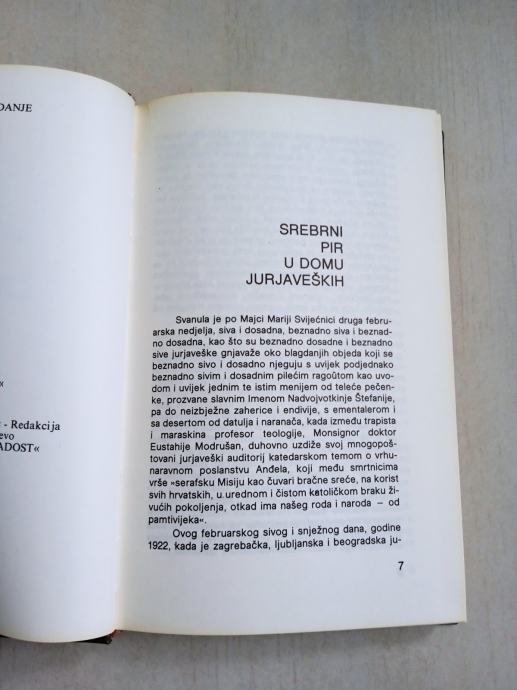 DANJE
«
- Redakcija
evo
ADOST«
SREBRNI
PIR
U DOMU
JURJAVEŠKIH
Svanula je po Majci Mariji Svijećnici druga febru-
arska nedjelja, siva i dosadna, beznadno siva i beznad-
no dosadna, kao što su beznadno dosadne i beznadno
sive jurjaveške gnjavaže oko blagdanjih objeda koji se
beznadno sivo i dosadno njeguju s uvijek podjednako
beznadno sivim i dosadnim pilećim ragoûtom kao uvo-
dom i uvijek jednim te istim menijem od teleće pečen-
ke, prozvane slavnim Imenom Nadvojvotkinje Štefanije,
pa do neizbježne zaherice i endivije, s ementalerom i
sa desertom od datulja i naranača, kada između trapista
i maraskina profesor teologije, Monsignor doktor
Eustahije Modrušan, duhovno uzdiže svoj mnogopoš-
tovani jurjaveški auditorij katedarskom temom o vrhu-
naravnom poslanstvu Anđela, koji među smrtnicima
vrše »serafsku Misiju kao čuvari bračne sreće, na korist
svih hrvatskih, u urednom i čistom katoličkom braku ži-
vućih pokoljenja, otkad ima našeg roda i naroda — od
pamtivijeka«.
Ovog februarskog sivog i snježnog dana, godine
1922, kada je zagrebačka, ljubljanska i beogradska ju-
7